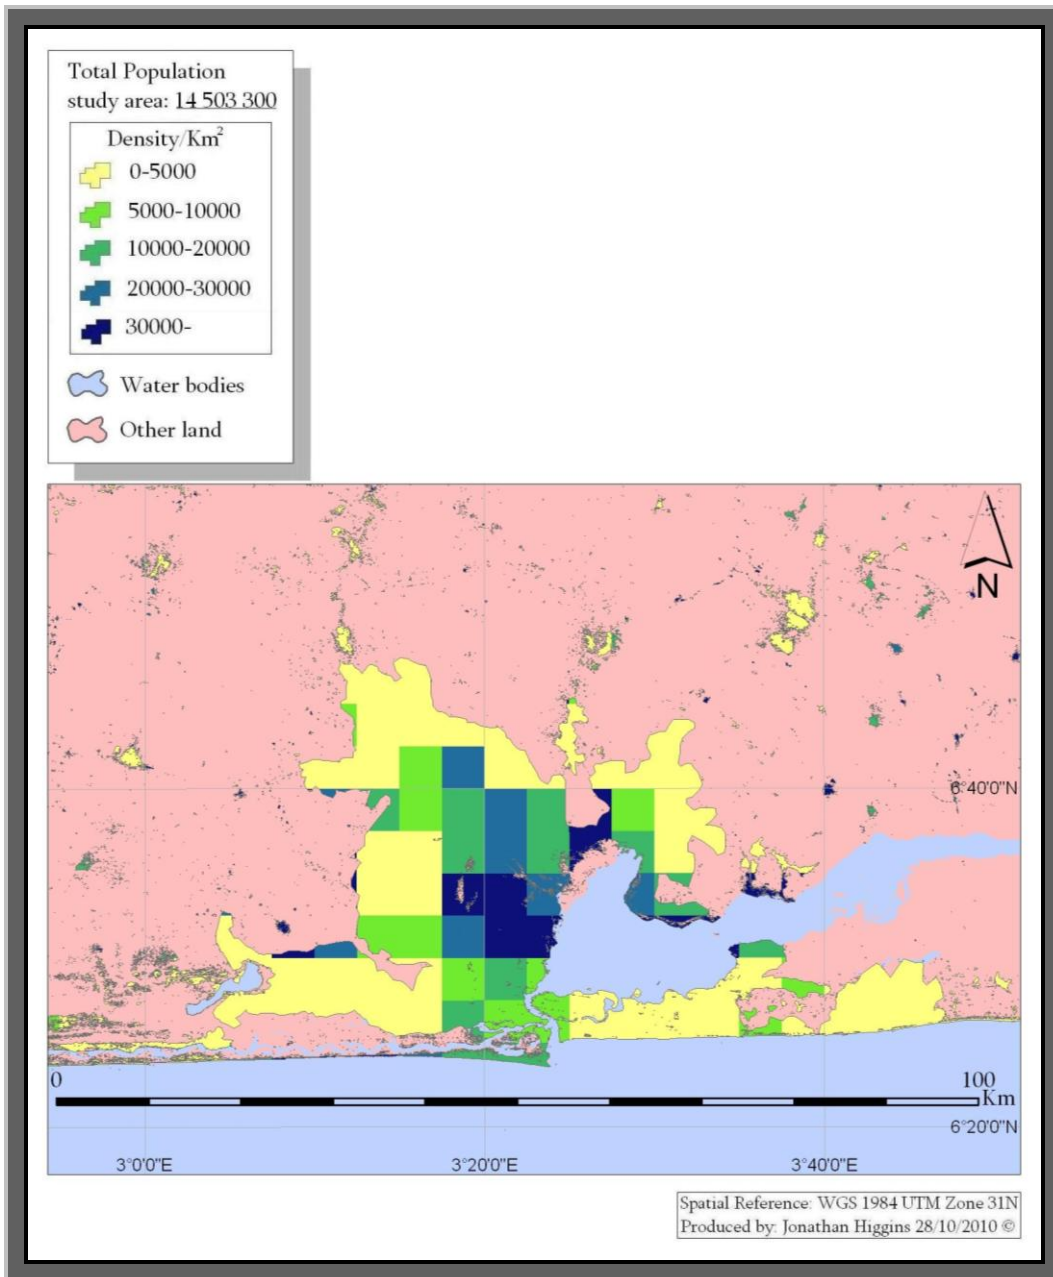 Total Population
study area: 14 503 300
Density/Km²
0-5000
5000-10000
10000-20000
20000-30000
30000-
Water bodies
Other land
N
6°40'0"N
0
100
Km
6°20'0"N
3°0'0"E
3°20'0"E
3°40'0"E
Spatial Reference: WGS 1984 UTM Zone 31N
Produced by: Jonathan Higgins 28/10/2010 ©